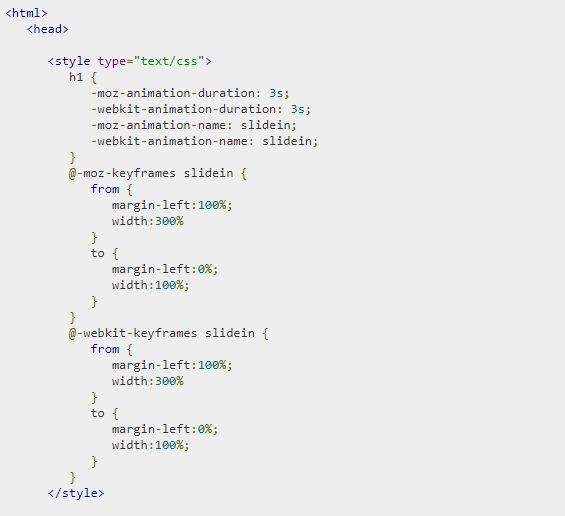 <html>
<head>
<style type="text/css">
h1 {
-moz-animation-duration: 3s;
-webkit-animation-duration: 3s;
-moz-animation-name: slidein;
-webkit-animation-name: slidein;
}
@-moz-keyframes slidein {
from {
margin-left:100%;
width:300%
}
to {
margin-left:0%;
width:100%;
}
}
@-webkit-keyframes slidein {
from {
margin-left:100%;
width:300%
}
to {
margin-left:0%;
width:100%;
}
}
</style>